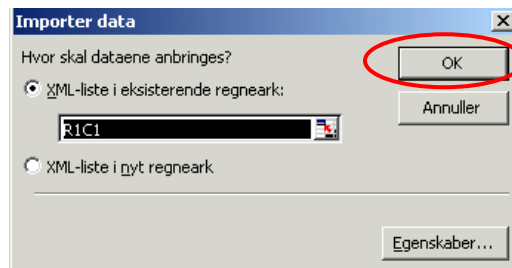 Importer data
Hvor skal dataene anbringes?
OK
XML-liste i eksisterende regneark:
Annuller
R1C1
XML-liste i nyt regneark
Egenskaber...